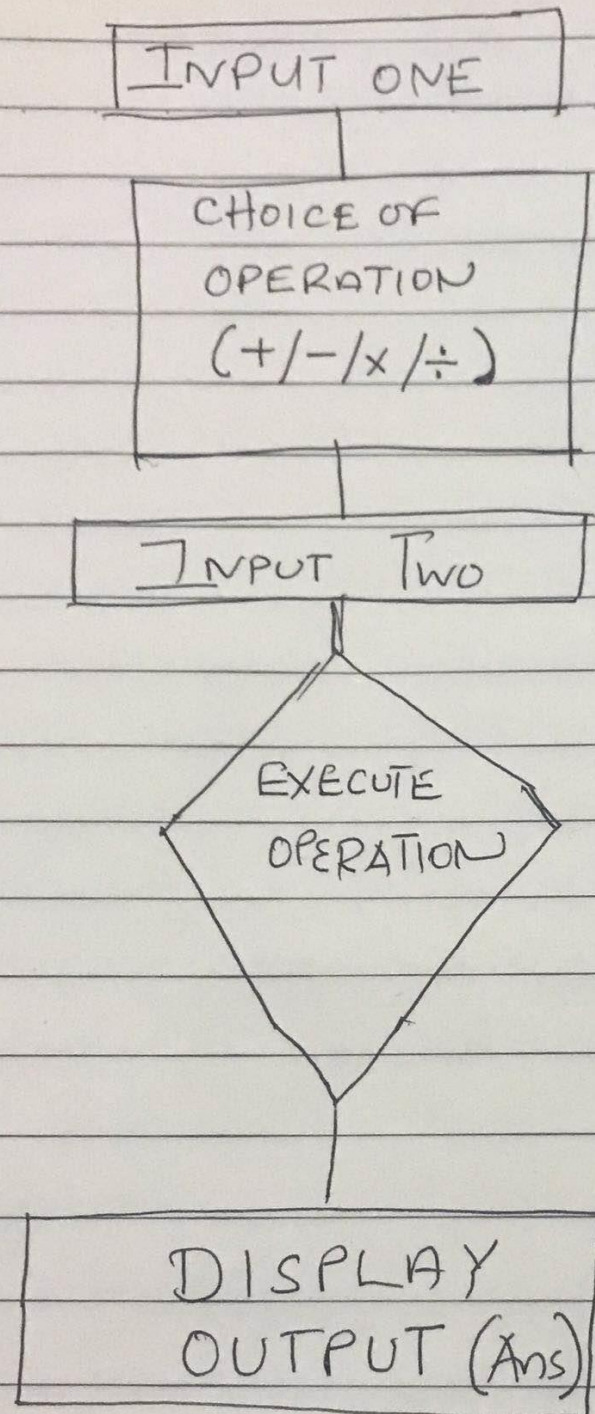 INPUT ONE
CHOICE OF
OPERATION
(+/-/x/÷)
INPUT TWO
EXECUTE
OPERATION
DISPLAY
OUTPUT (Ans)